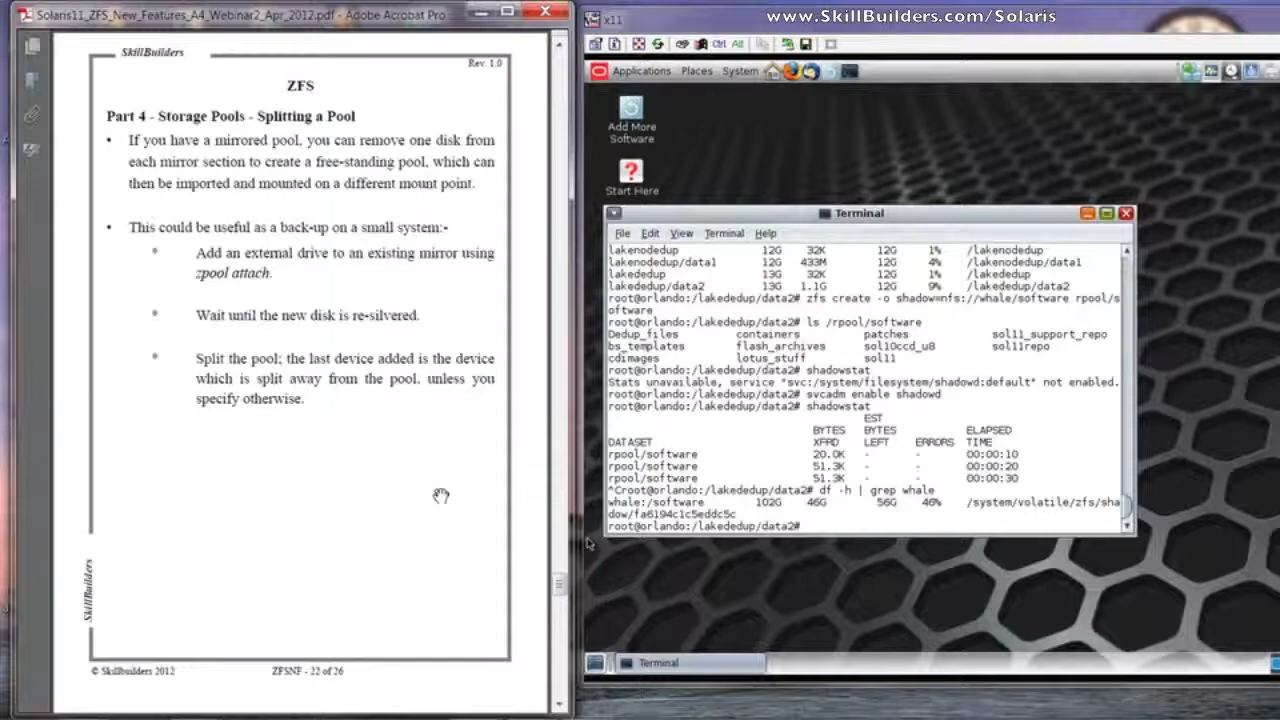 Solaris11_ZFS_New_Features_A4_Webinar2_Apr_2012.pdf - Adobe Acrobat Pro
SkillBuilders
Rev. 1.0
ZFS
Part 4 - Storage Pools - Splitting a Pool
• If you have a mirrored pool, you can remove one disk from
each mirror section to create a free-standing pool, which can
then be imported and mounted on a different mount point.
• This could be useful as a back-up on a small system:-
Add an external drive to an existing mirror using
zpool attach.
Wait until the new disk is re-silvered.
Split the pool; the last device added is the device
which is split away from the pool, unless you
specify otherwise.
SkillBuilders
© Skillbuilders 2012
ZFSNF - 22 of 26
www.SkillBuilders.com/Solaris
x11
Ctrl Alt
Applications Places System
Add More
Software
Start Here
Terminal
File Edit View Terminal Help
lakenodedup 12G 32K 12G 1% /lakenodedup
lakenodedup/data1 12G 433M 12G 4% /lakenodedup/data1
lakededup 13G 32K 12G 1% /lakededup
lakededup/data2 13G 1.1G 12G 9% /lakededup/data2
root@orlando:/lakededup/data2# zfs create -o shadow=nfs://whale/software rpool/s
oftware
root@orlando:/lakededup/data2# ls /rpool/software
Dedup_files containers patches sol11_support_repo
bs_templates flash_archives sol10ccd_u8 sol11repo
cdimages lotus_stuff sol11
root@orlando:/lakededup/data2# shadowstat
Stats unavailable, service "svc:/system/filesystem/shadowd:default" not enabled.
root@orlando:/lakededup/data2# svcadm enable shadowd
root@orlando:/lakededup/data2# shadowstat
EST
BYTES BYTES ELAPSED
DATASET XFRD LEFT ERRORS TIME
rpool/software 20.0K - - 00:00:10
rpool/software 51.3K - - 00:00:20
rpool/software 51.3K - - 00:00:30
^Croot@orlando:/lakededup/data2# df -h | grep whale
whale:/software 102G 46G 56G 46% /system/volatile/zfs/sha
dow/fa6194c1c5eddc5c
root@orlando:/lakededup/data2#
Terminal